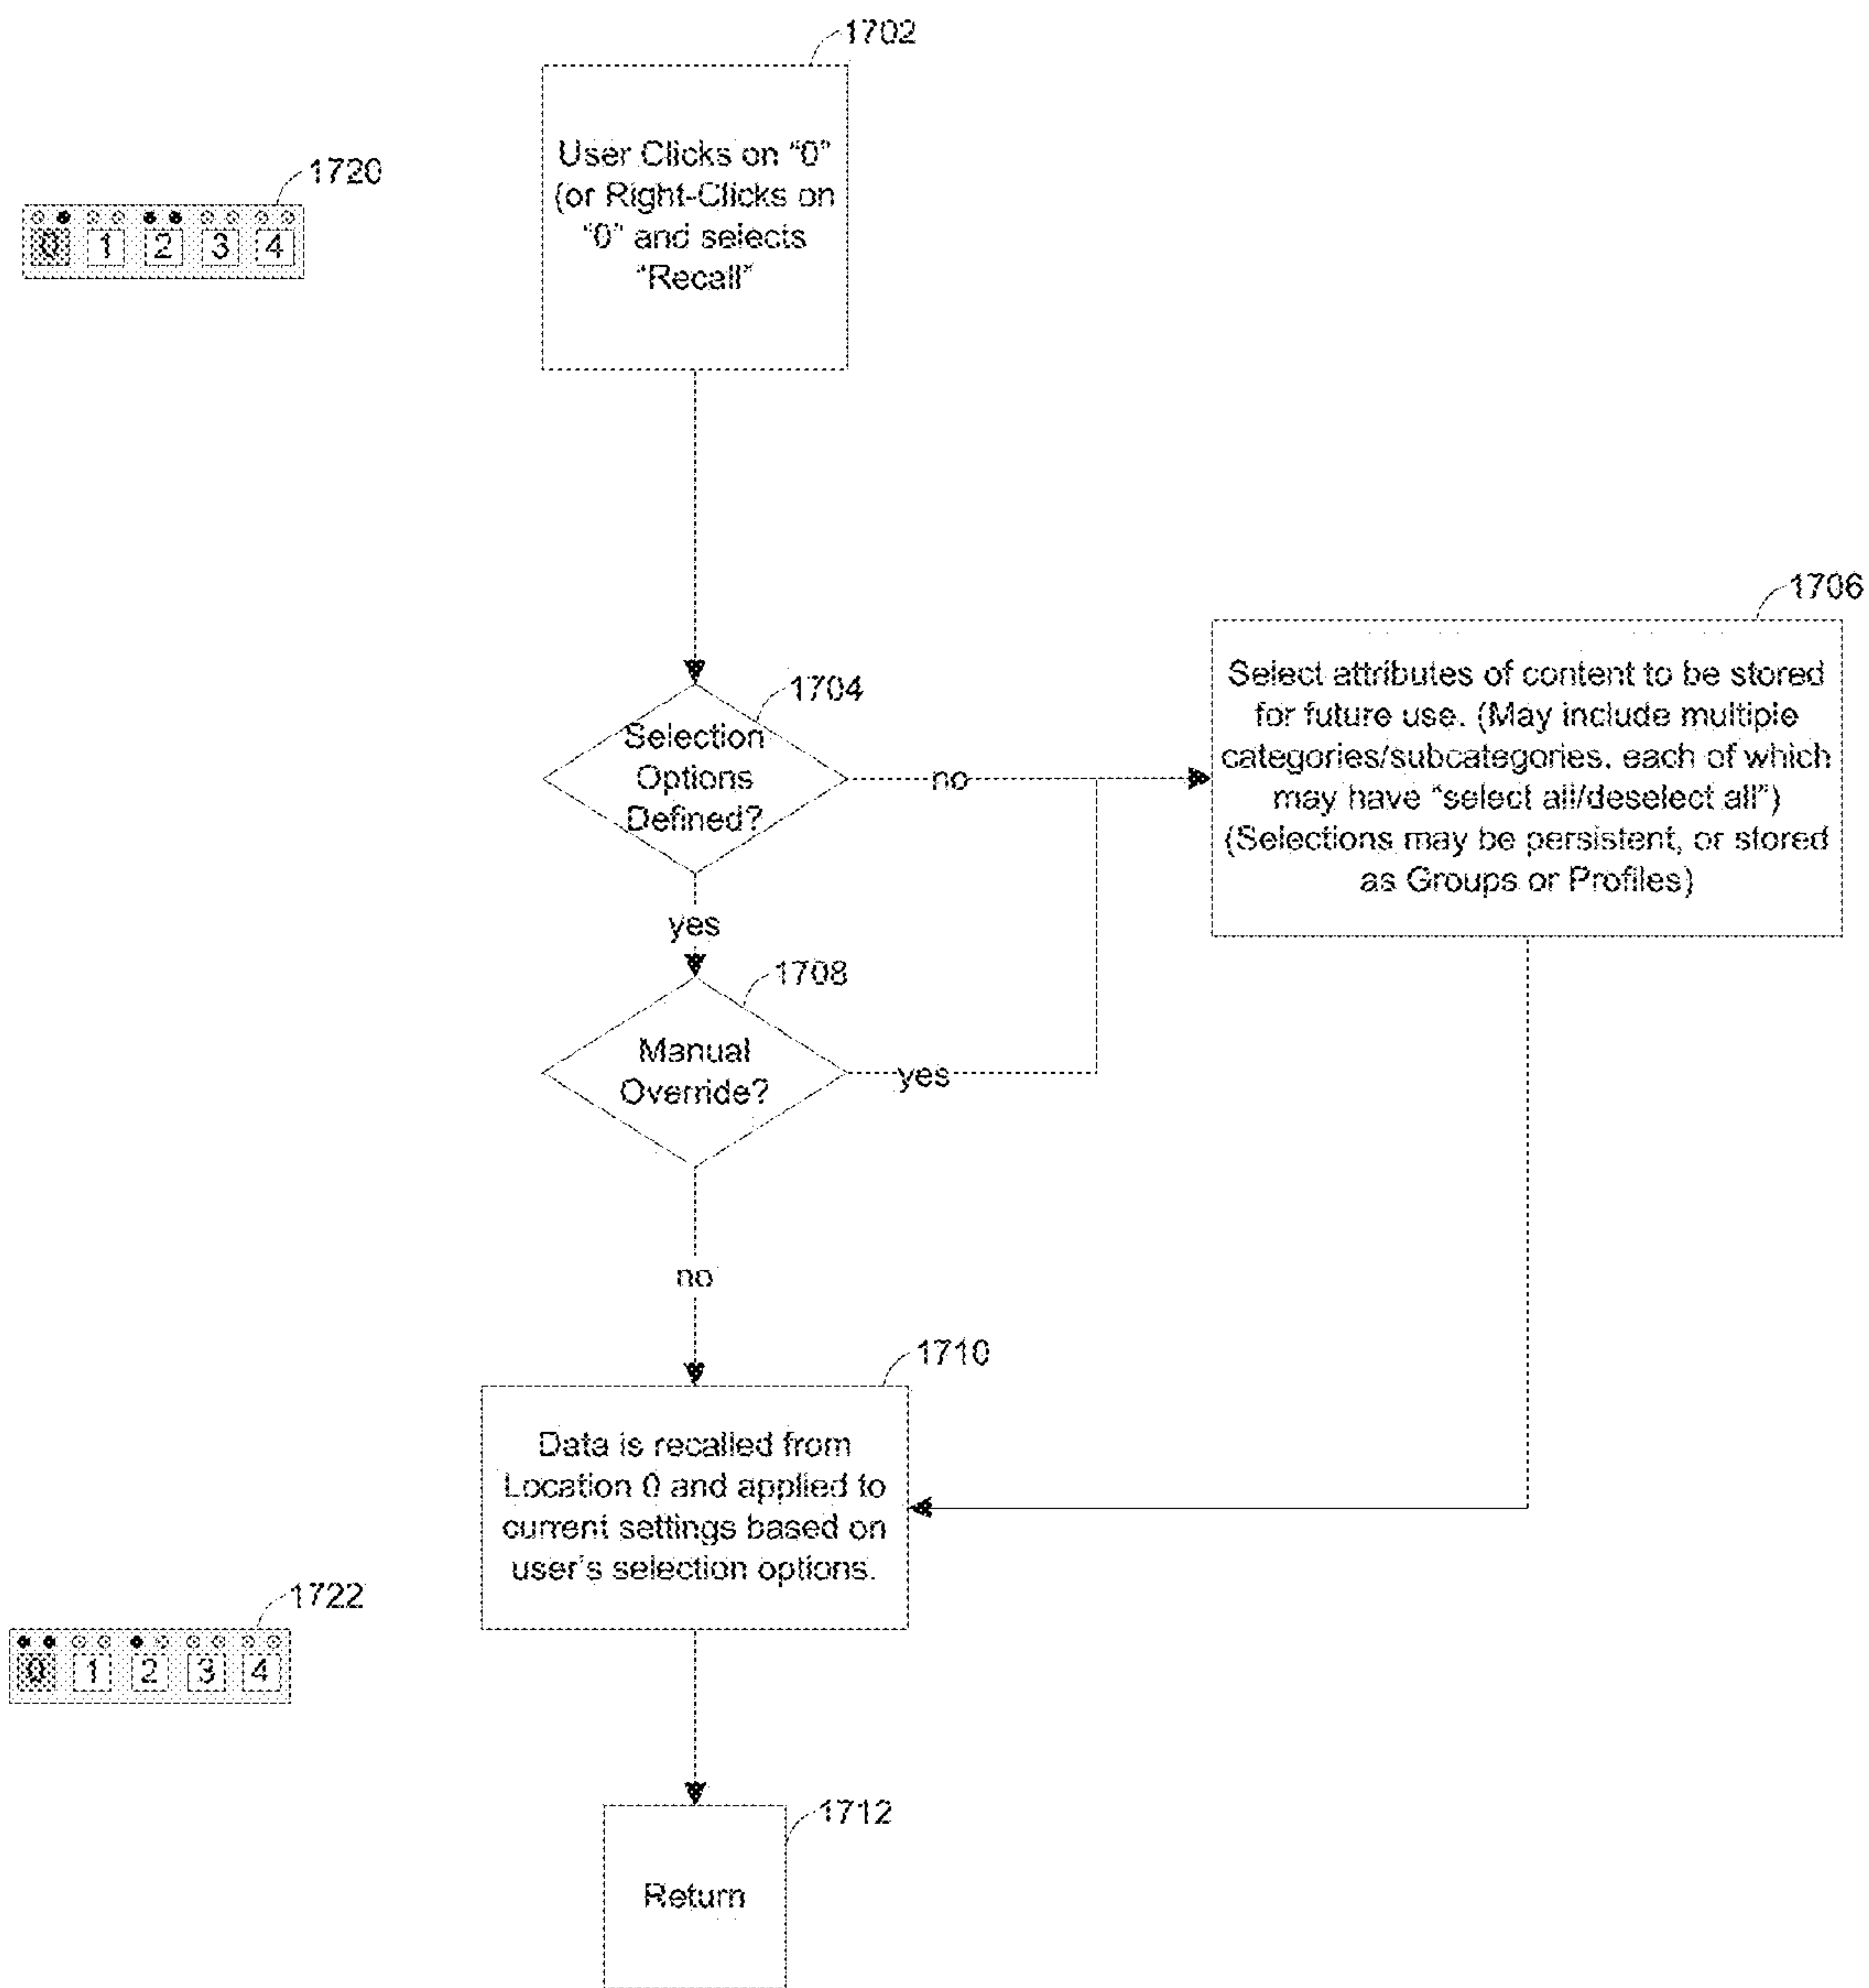 1702
User Clicks on “0”
(or Right-Clicks on
“0” and selects
“Recall”
1720
0 1 2 3 4
1704
Selection
Options
Defined?
no
yes
1706
Select attributes of content to be stored
for future use. (May include multiple
categories/subcategories, each of which
may have “select all/deselect all”)
(Selections may be persistent, or stored
as Groups or Profiles)
1708
Manual
Override?
yes
no
1710
Data is recalled from
Location 0 and applied to
current settings based on
user's selection options.
1722
0 1 2 3 4
1712
Return